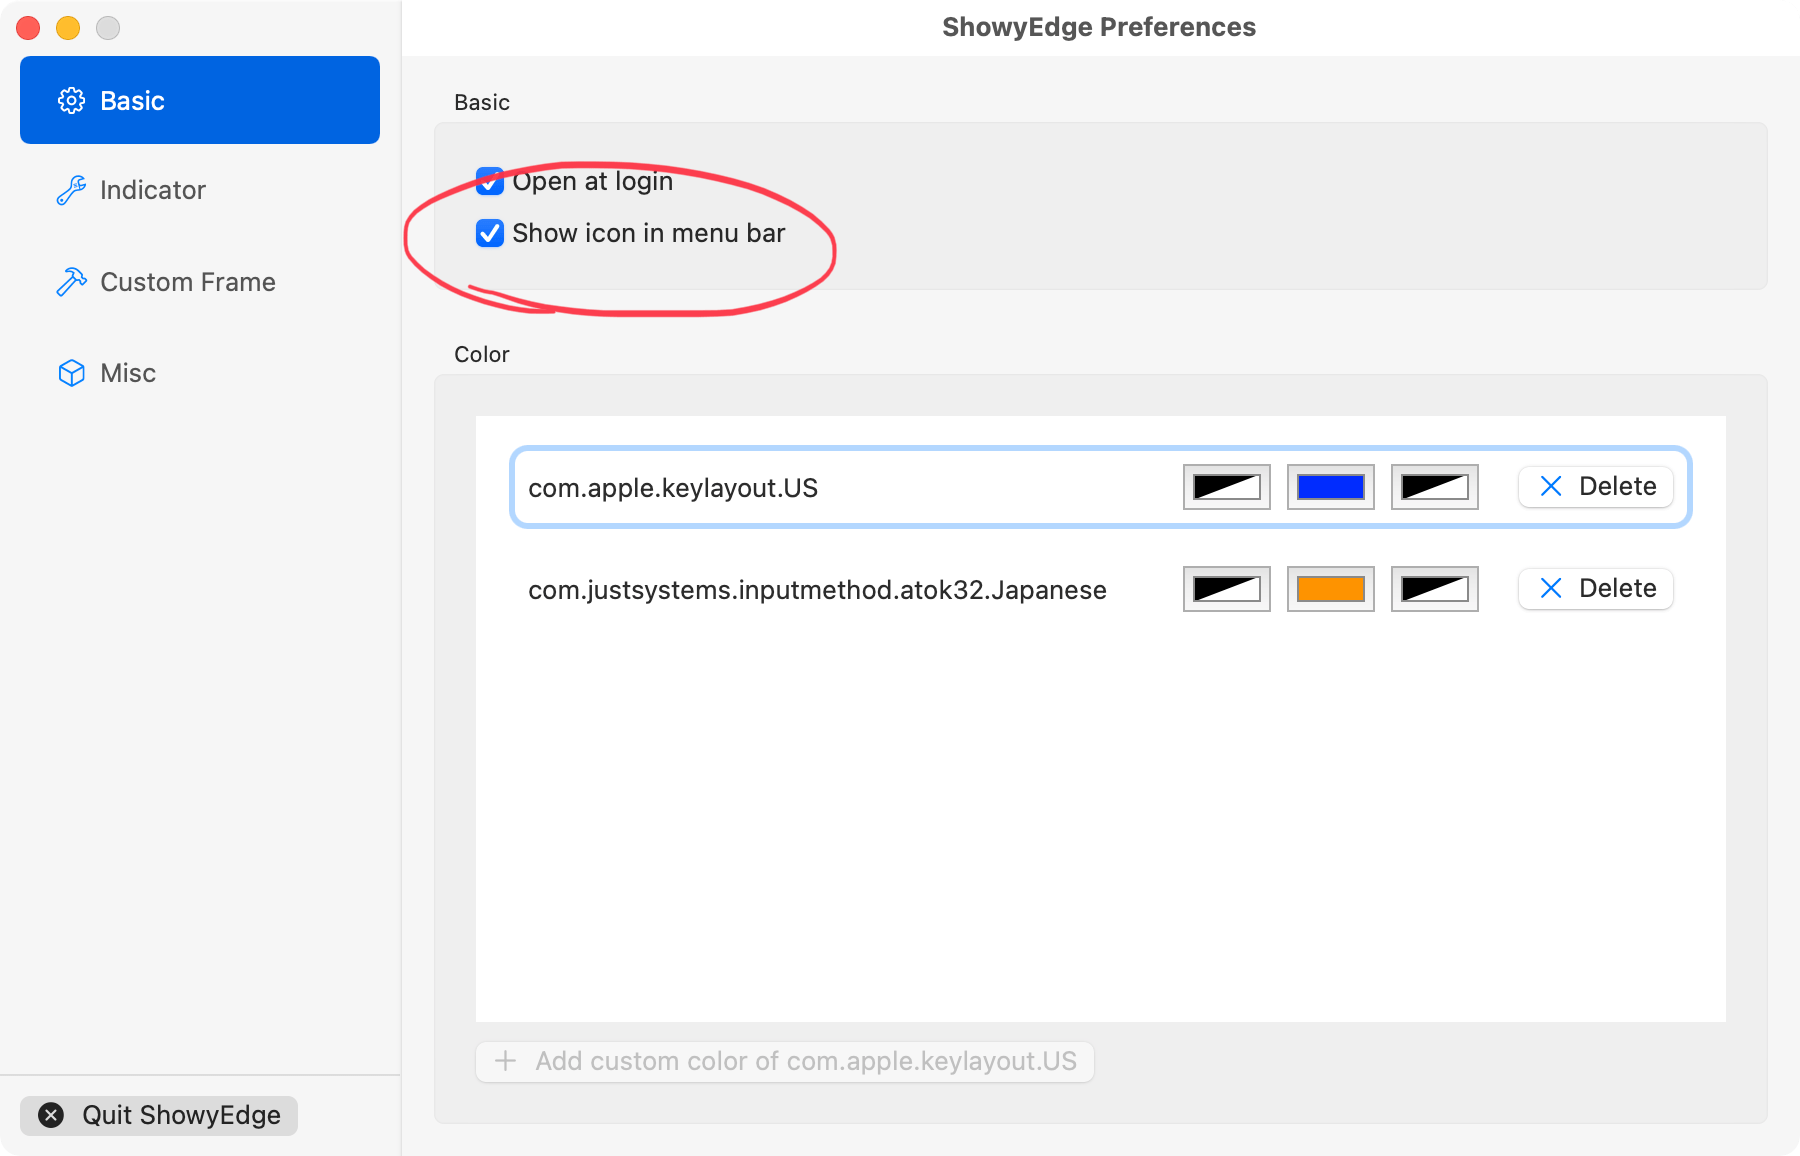 ShowyEdge Preferences
Basic
Indicator
Custom Frame
Misc
Quit ShowyEdge
Basic
Open at login
Show icon in menu bar
Color
com.apple.keylayout.US Delete
com.justsystems.inputmethod.atok32.Japanese Delete
Add custom color of com.apple.keylayout.US